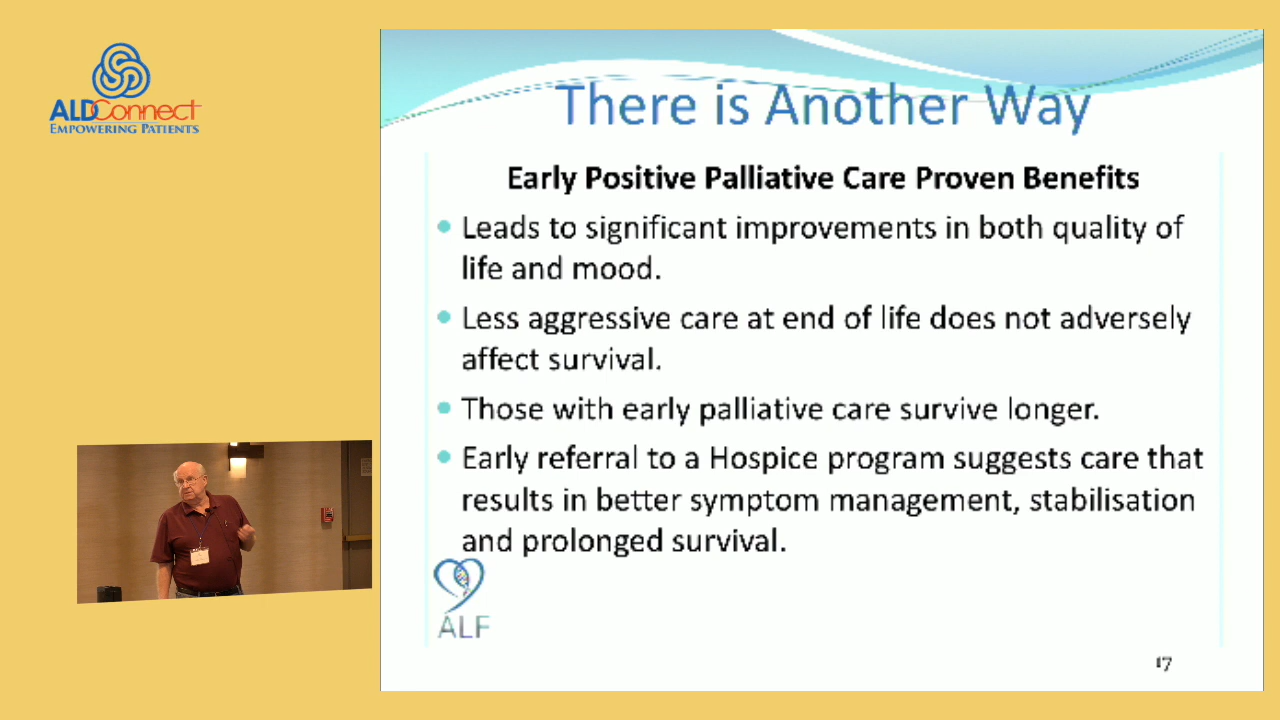 ALD Connect
EMPOWERING PATIENTS
There is Another Way
Early Positive Palliative Care Proven Benefits
• Leads to significant improvements in both quality of
life and mood.
• Less aggressive care at end of life does not adversely
affect survival.
• Those with early palliative care survive longer.
• Early referral to a Hospice program suggests care that
results in better symptom management, stabilisation
and prolonged survival.
ALF
17